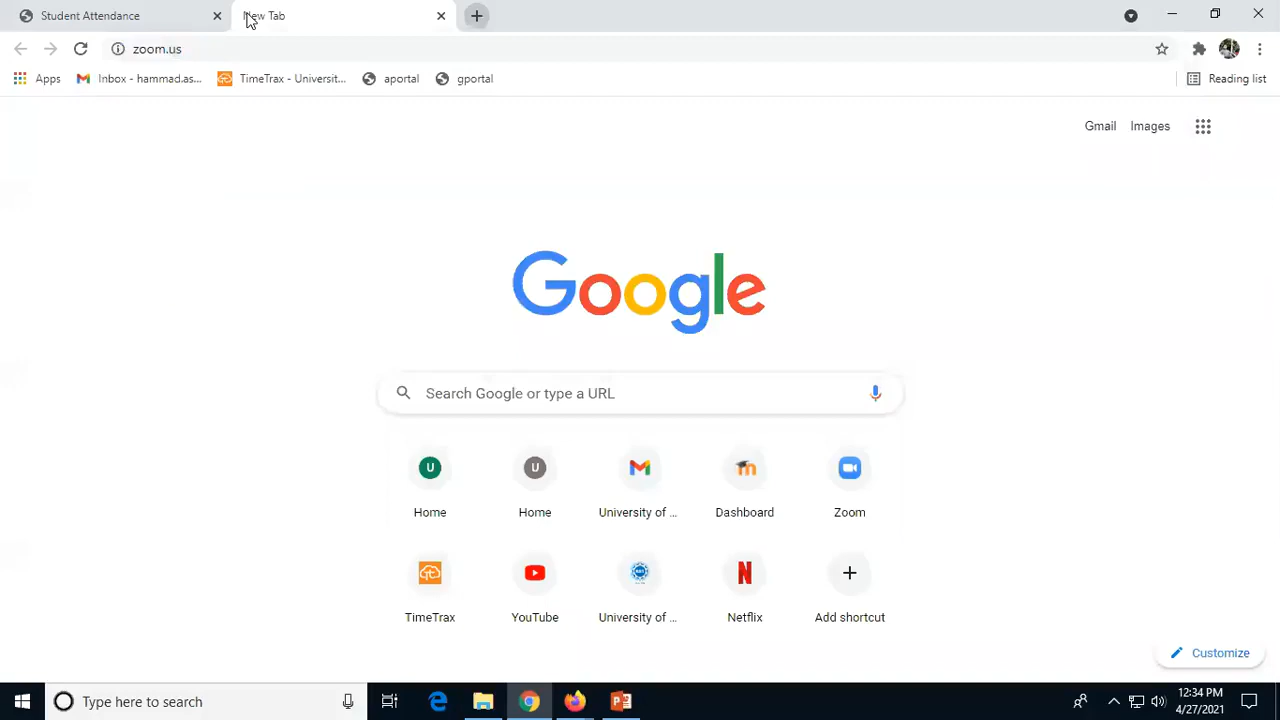 Student Attendance
New Tab
zoom.us
Apps
Inbox - hammad.as...
TimeTrax - Universit...
aportal
gportal
Reading list
Gmail
Images
Google
Search Google or type a URL
U
Home
U
Home
University of ...
Dashboard
Zoom
TimeTrax
YouTube
University of ...
Netflix
Add shortcut
Customize
Type here to search
12:34 PM
4/27/2021